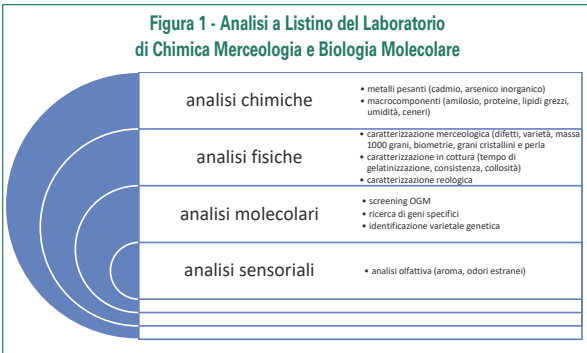 Figura 1 - Analisi a Listino del Laboratorio
di Chimica Merceologia e Biologia Molecolare
analisi chimiche
• metalli pesanti (cadmio, arsenico inorganico)
• macrocomponenti (amilosio, proteine, lipidi grezzi,
umidità, ceneri)
analisi fisiche
• caratterizzazione merceologica (difetti, varietà, massa
1000 grani, biometrie, grani cristallini e perla
• caratterizzazione in cottura (tempo di
gelatinizzazione, consistenza, collosità)
• caratterizzazione reologica
analisi molecolari
• screening OGM
• ricerca di geni specifici
• identificazione varietale genetica
analisi sensoriali
• analisi olfattiva (aroma, odori estranei)